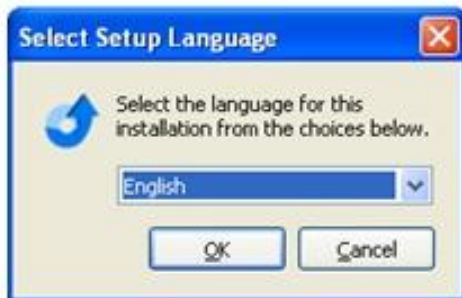 Select Setup Language
Select the language for this
installation from the choices below.
English
OK
Cancel